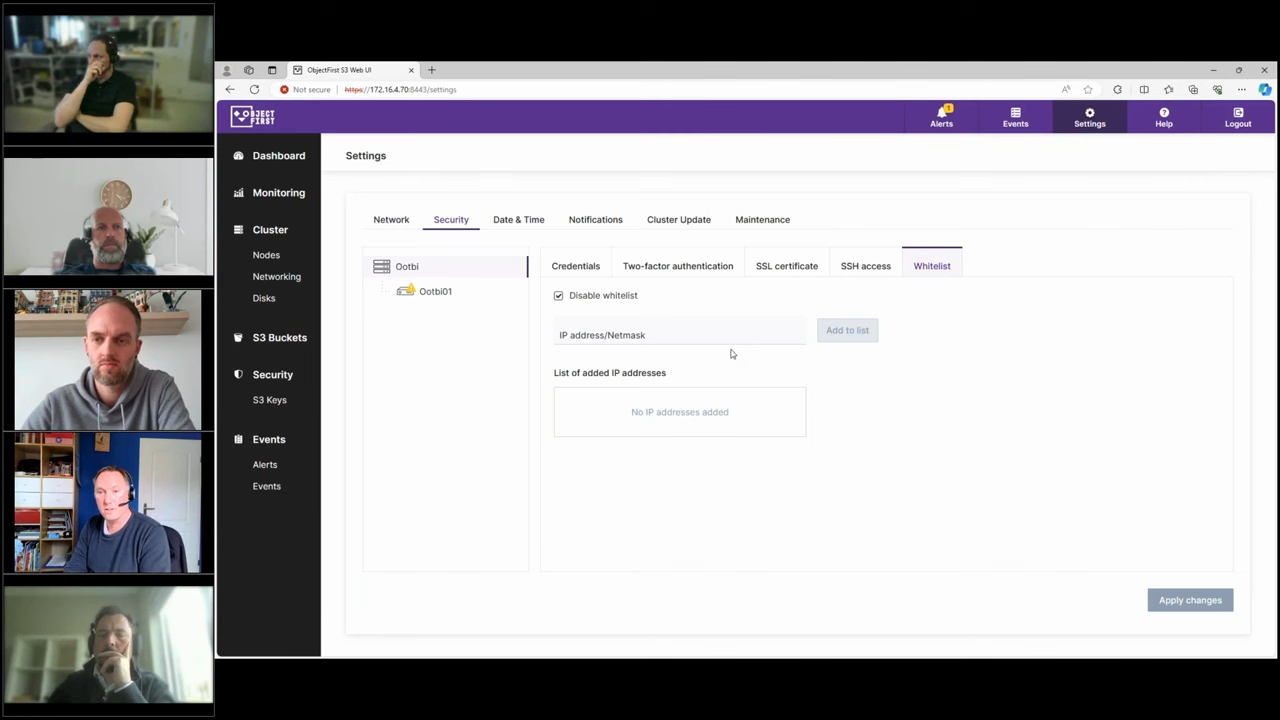 ObjectFirst S3 Web UI
Not secure
https://172.16.4.70:8443/settings
OBJECT
FIRST
1
Alerts
Events
Settings
Help
Logout
Dashboard
Monitoring
Cluster
Nodes
Networking
Disks
S3 Buckets
Security
S3 Keys
Events
Alerts
Events
Settings
Network
Security
Date & Time
Notifications
Cluster Update
Maintenance
Ootbi
Ootbi01
Credentials
Two-factor authentication
SSL certificate
SSH access
Whitelist
Disable whitelist
IP address/Netmask
Add to list
List of added IP addresses
No IP addresses added
Apply changes